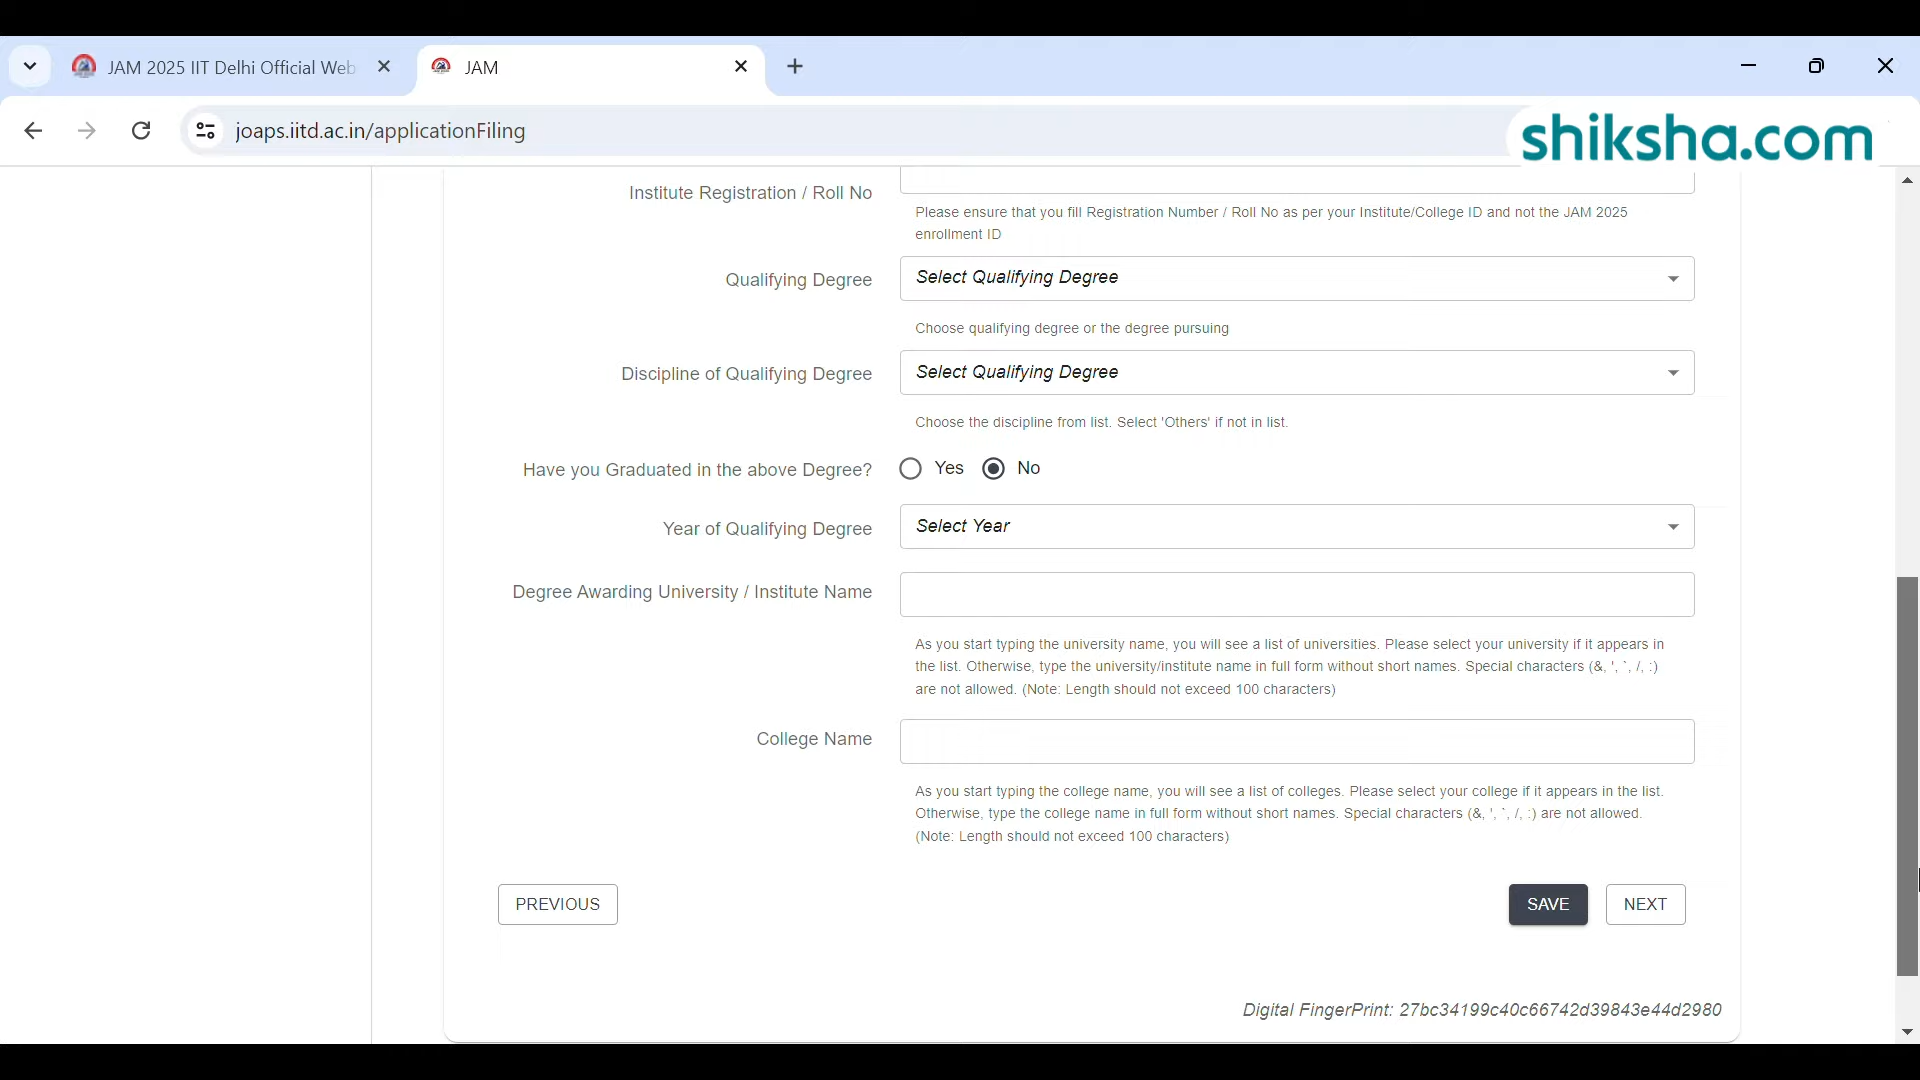 JAM 2025 IIT Delhi Official Web
JAM
joaps.iitd.ac.in/applicationFiling
shiksha.com
Institute Registration / Roll No
Please ensure that you fill Registration Number / Roll No as per your Institute/College ID and not the JAM 2025
enrollment ID
Qualifying Degree
Select Qualifying Degree
Choose qualifying degree or the degree pursuing
Discipline of Qualifying Degree
Select Qualifying Degree
Choose the discipline from list. Select 'Others' if not in list.
Have you Graduated in the above Degree?
Yes
No
Year of Qualifying Degree
Select Year
Degree Awarding University / Institute Name
As you start typing the university name, you will see a list of universities. Please select your university if it appears in
the list. Otherwise, type the university/institute name in full form without short names. Special characters (&, ', `, /, :)
are not allowed. (Note: Length should not exceed 100 characters)
College Name
As you start typing the college name, you will see a list of colleges. Please select your college if it appears in the list.
Otherwise, type the college name in full form without short names. Special characters (&, ', `, /, :) are not allowed.
(Note: Length should not exceed 100 characters)
PREVIOUS
SAVE
NEXT
Digital FingerPrint: 27bc34199c40c66742d39843e44d2980